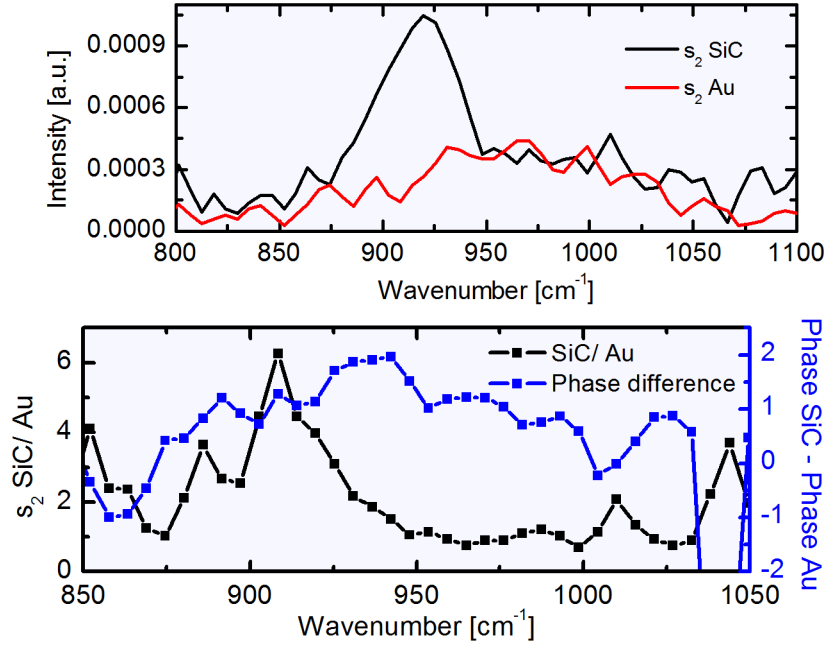 0.0009
0.0006
0.0003
0.0000
Intensity [a.u.]
s₂ SiC
s₂ Au
800 850 900 950 1000 1050 1100
Wavenumber [cm⁻¹]
6
4
2
0
s₂ SiC/ Au
SiC/ Au
Phase difference
2
1
0
-1
-2
Phase SiC - Phase Au
850 900 950 1000 1050
Wavenumber [cm⁻¹]